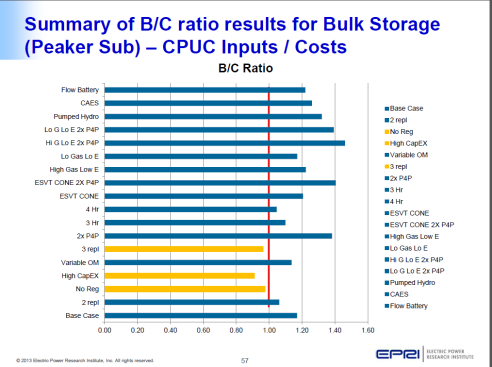 Summary of B/C ratio results for Bulk Storage
(Peaker Sub) – CPUC Inputs / Costs
B/C Ratio
Flow Battery
CAES
Pumped Hydro
Lo G Lo E 2x P4P
Hi G Lo E 2x P4P
Lo Gas Lo E
High Gas Low E
ESVT CONE 2X P4P
ESVT CONE
4 Hr
3 Hr
2x P4P
3 repl
Variable OM
High CapEX
No Reg
2 repl
Base Case
0.00 0.20 0.40 0.60 0.80 1.00 1.20 1.40 1.60
Base Case
2 repl
No Reg
High CapEX
Variable OM
3 repl
2x P4P
3 Hr
4 Hr
ESVT CONE
ESVT CONE 2X P4P
High Gas Low E
Lo Gas Lo E
Hi G Lo E 2x P4P
Lo G Lo E 2x P4P
Pumped Hydro
CAES
Flow Battery
© 2013 Electric Power Research Institute, Inc. All rights reserved.
57
EPRI
ELECTRIC POWER
RESEARCH INSTITUTE